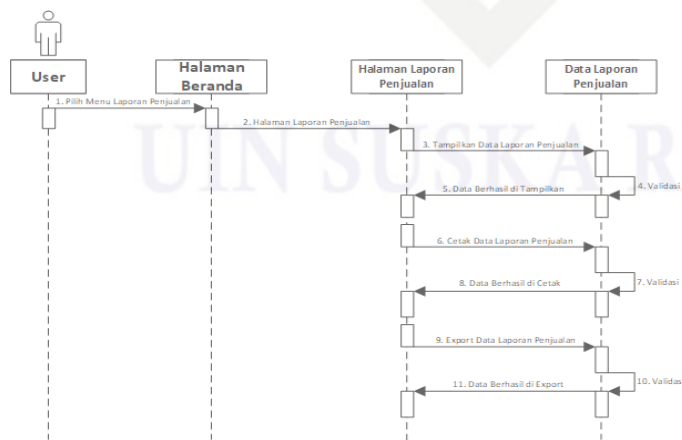 User
Halaman
Beranda
Halaman Laporan
Penjualan
Data Laporan
Penjualan
1. Pilih Menu Laporan Penjualan
2. Halaman Laporan Penjualan
3. Tampilkan Data Laporan Penjualan
4. Validasi
5. Data Berhasil di Tampilkan
6. Cetak Data Laporan Penjualan
7. Validasi
8. Data Berhasil di Cetak
9. Export Data Laporan Penjualan
10. Validas
11. Data Berhasil di Export
UIN SUSKA R